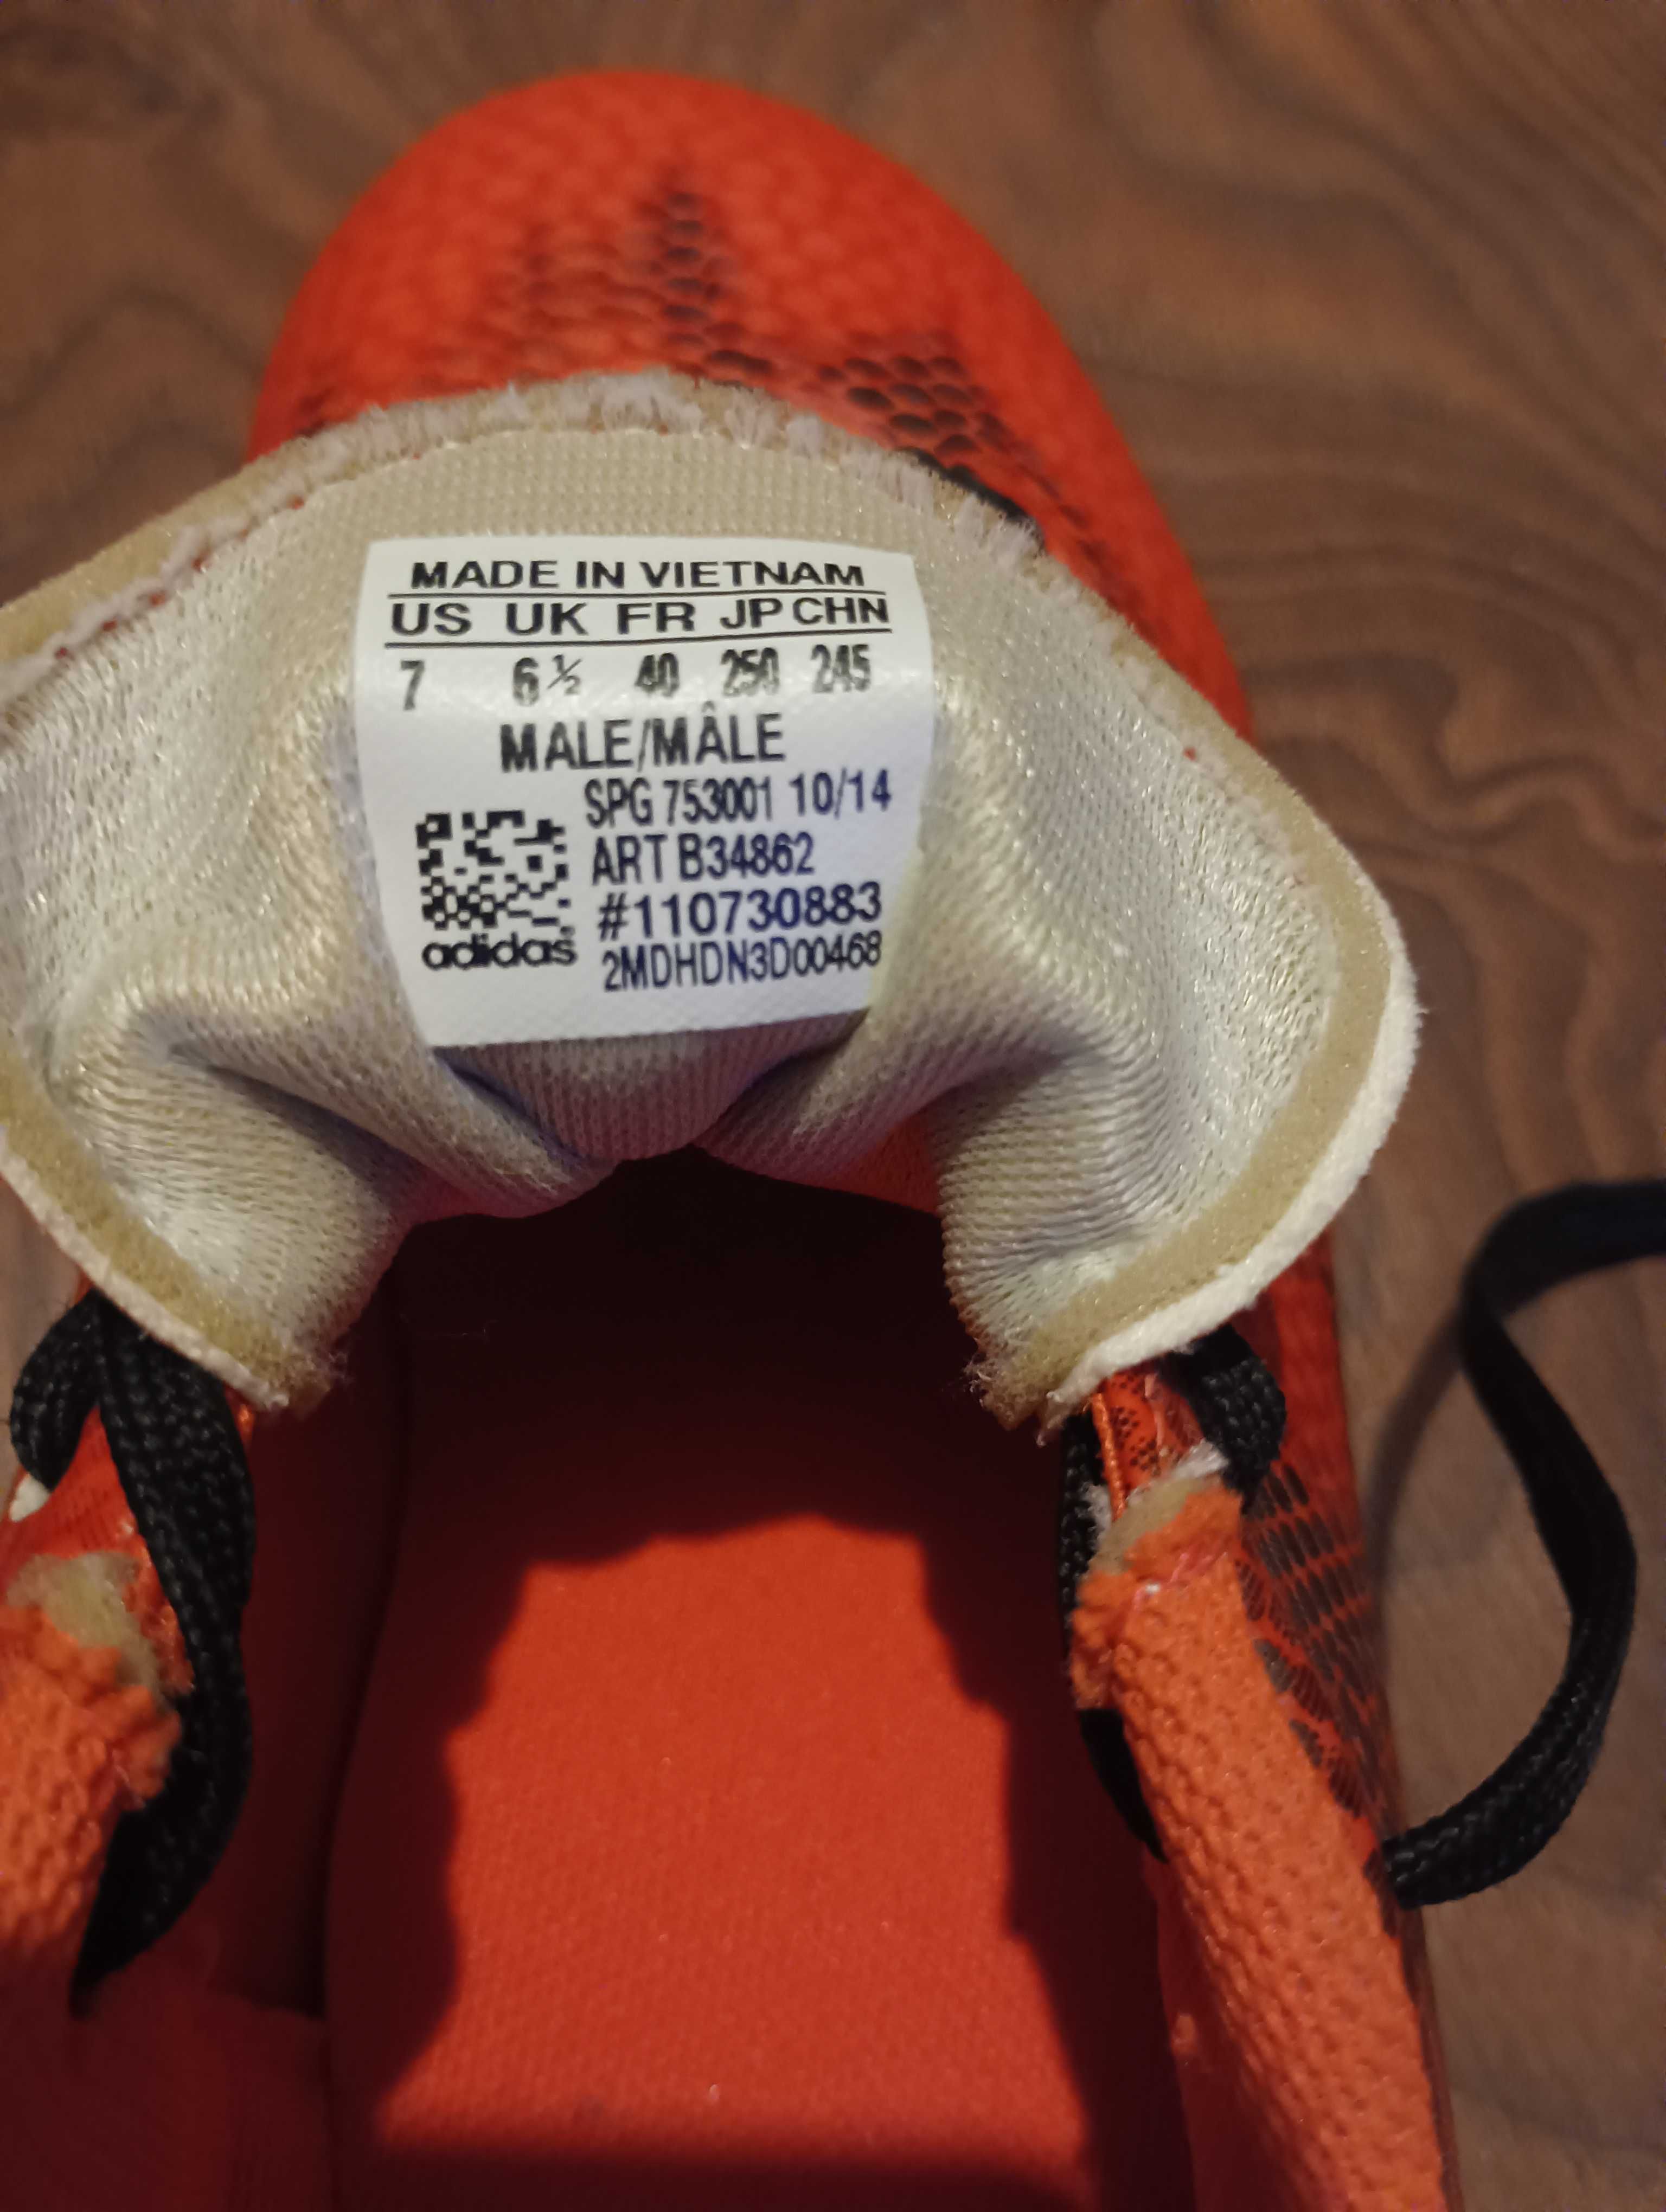 MADE IN VIETNAM
US UK FR JP CHN
7 6½ 40 250 245
MALE/MÂLE
SPG 753001 10/14
ART B34862
#110730883
2MDHDN3D00468
adidas®